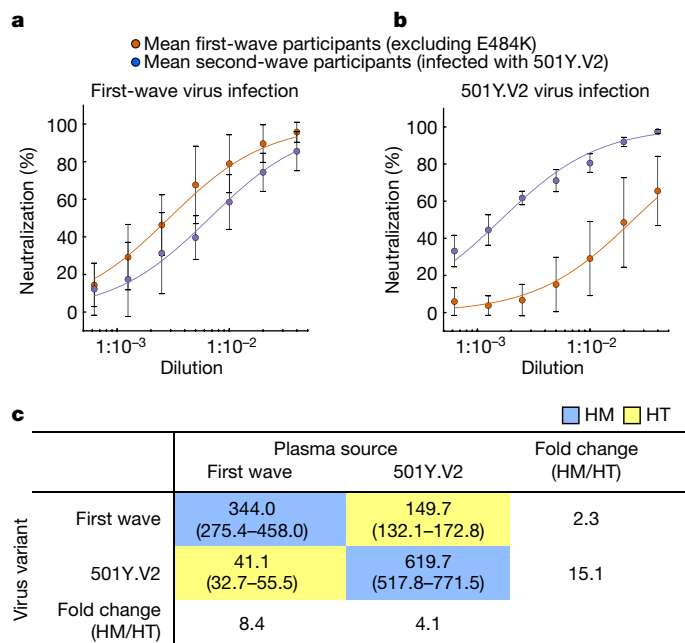 a
b
Mean first-wave participants (excluding E484K)
Mean second-wave participants (infected with 501Y.V2)
First-wave virus infection
Neutralization (%)
100
80
60
40
20
0
1:10⁻³
1:10⁻²
Dilution
501Y.V2 virus infection
Neutralization (%)
100
80
60
40
20
0
1:10⁻³
1:10⁻²
Dilution
c
HM HT
Plasma source
Fold change
(HM/HT)
First wave
501Y.V2
Virus variant
First wave
344.0
(275.4–458.0)
149.7
(132.1–172.8)
2.3
501Y.V2
41.1
(32.7–55.5)
619.7
(517.8–771.5)
15.1
Fold change
(HM/HT)
8.4
4.1